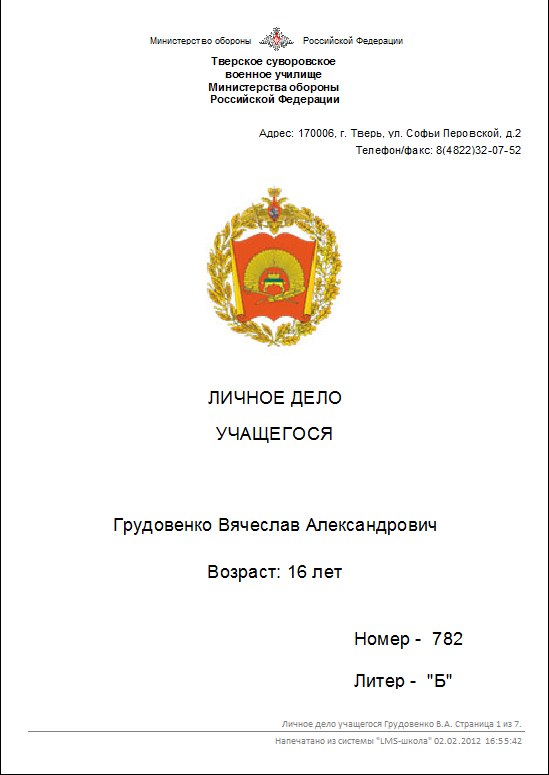 Министерство обороны Российской Федерации
Тверское суворовское
военное училище
Министерства обороны
Российской Федерации
Адрес: 170006, г. Тверь, ул. Софьи Перовской, д.2
Телефон/факс: 8(4822)32-07-52
ЛИЧНОЕ ДЕЛО
УЧАЩЕГОСЯ
Грудовенко Вячеслав Александрович
Возраст: 16 лет
Номер - 782
Литер - "Б"
Личное дело учащегося Грудовенко В.А. Страница 1 из 7.
Напечатано из системы "LMS-школа" 02.02.2012 16:55:42